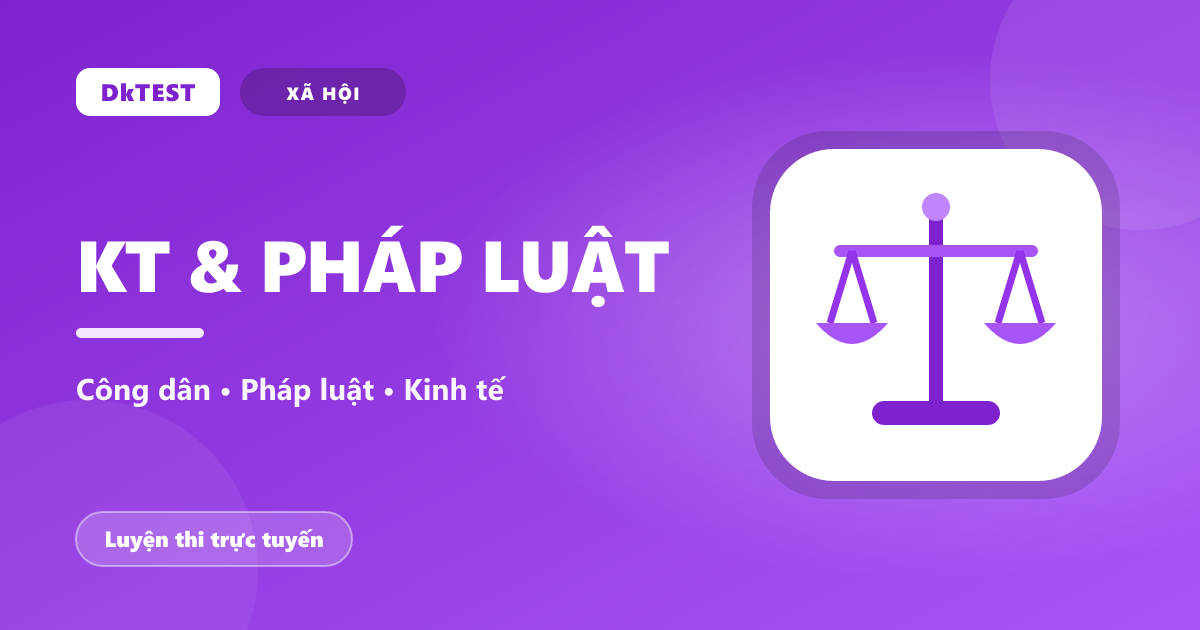 DkTEST
XÃ HỘI
KT & PHÁP LUẬT
Công dân • Pháp luật • Kinh tế
Luyện thi trực tuyến